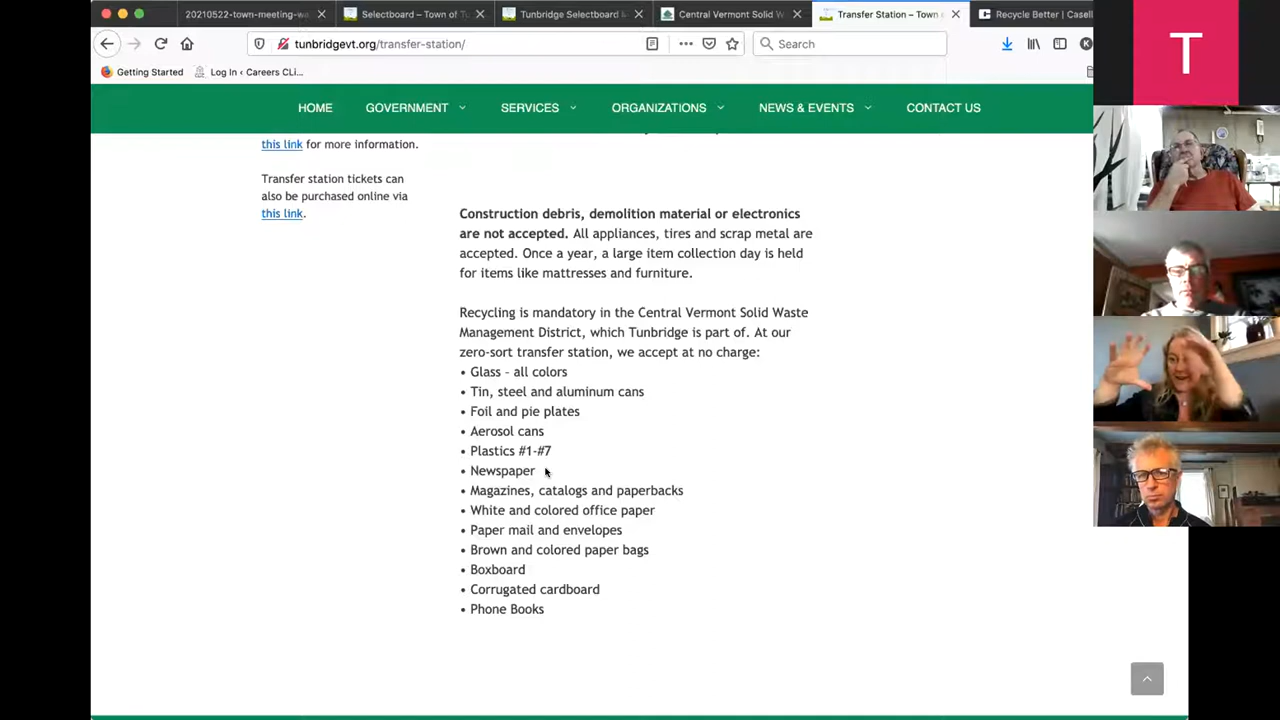 20210522-town-meeting-wa
Selectboard – Town of T
Tunbridge Selectboard
Central Vermont Solid W
Transfer Station – Town
Recycle Better | Casell
tunbridgevt.org/transfer-station/
Search
Getting Started
Log In ‹ Careers CLi...
T
HOME GOVERNMENT SERVICES ORGANIZATIONS NEWS & EVENTS CONTACT US
this link for more information.
Transfer station tickets can
also be purchased online via
this link.
Construction debris, demolition material or electronics
are not accepted. All appliances, tires and scrap metal are
accepted. Once a year, a large item collection day is held
for items like mattresses and furniture.
Recycling is mandatory in the Central Vermont Solid Waste
Management District, which Tunbridge is part of. At our
zero-sort transfer station, we accept at no charge:
• Glass – all colors
• Tin, steel and aluminum cans
• Foil and pie plates
• Aerosol cans
• Plastics #1-#7
• Newspaper
• Magazines, catalogs and paperbacks
• White and colored office paper
• Paper mail and envelopes
• Brown and colored paper bags
• Boxboard
• Corrugated cardboard
• Phone Books